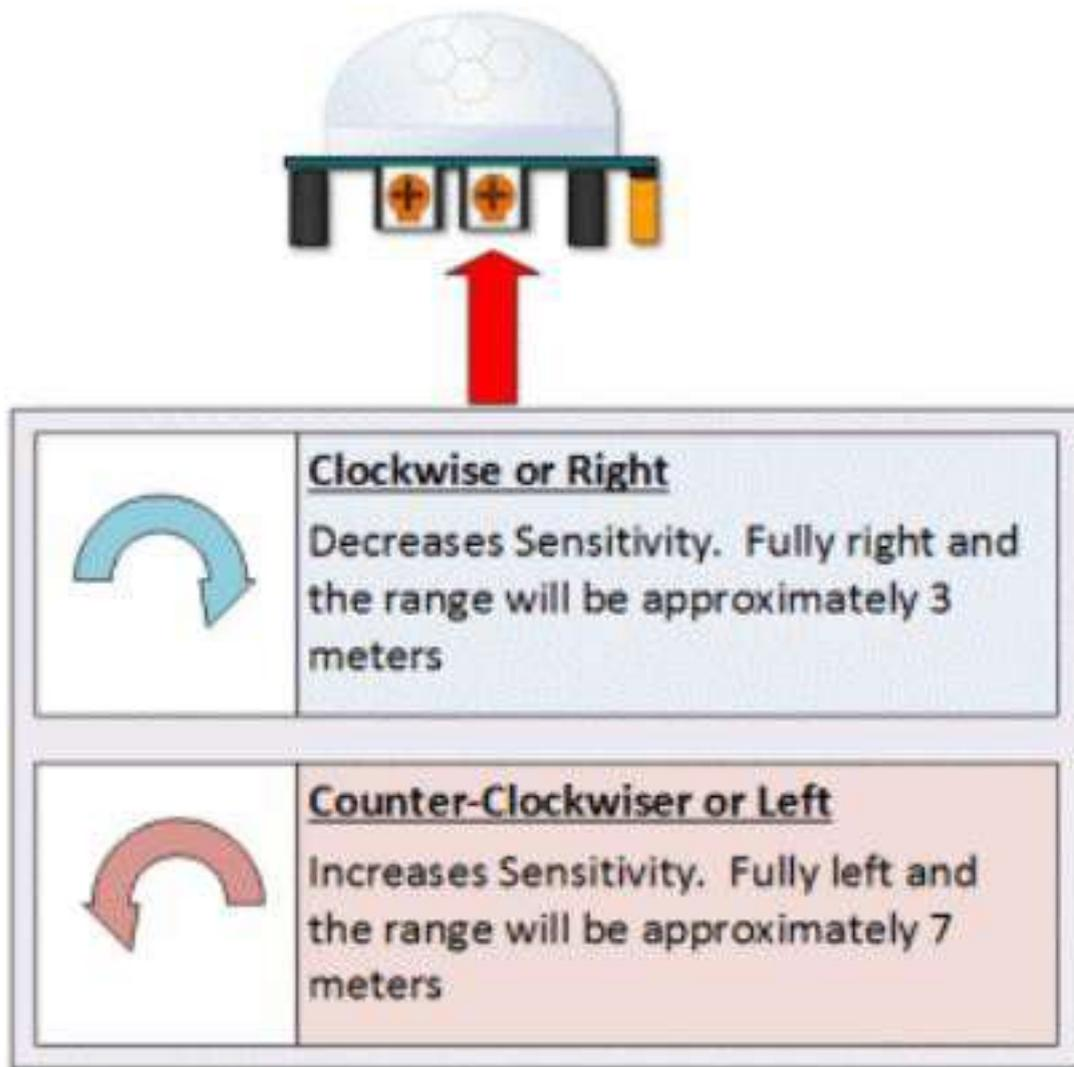 Clockwise or Right
Decreases Sensitivity. Fully right and
the range will be approximately 3
meters
Counter-Clockwiser or Left
Increases Sensitivity. Fully left and
the range will be approximately 7
meters